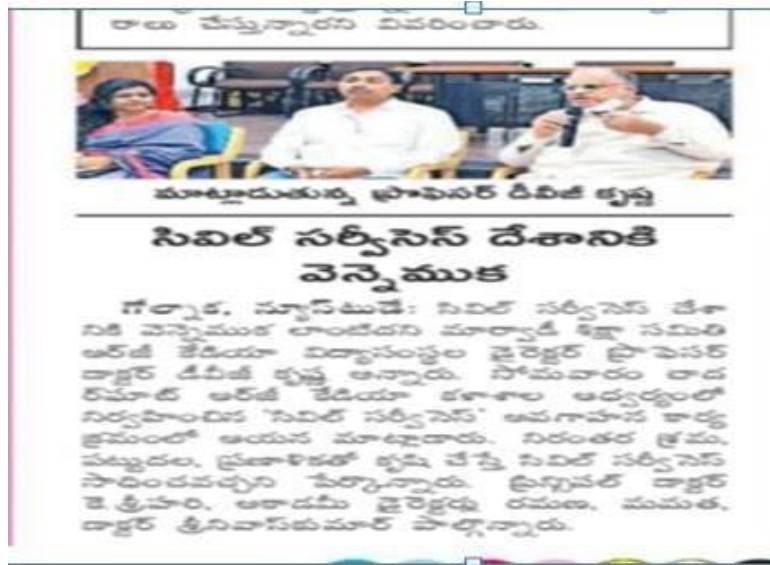 రాలు చేస్తున్నారని వివరించారు.
మాట్లాడుతున్న ప్రొఫెసర్ డీవీజీ కృష్ణ
సివిల్ సర్వీసెస్ దేశానికి
వెన్నెముక
గోల్నాక, న్యూస్‌టుడే: సివిల్ సర్వీసెస్ దేశా
నికి వెన్నెముక లాంటిదని మార్వాడీ శిక్షా సమితి
ఆర్‌జీ కేడియా విద్యాసంస్థల డైరెక్టర్ ప్రొఫెసర్
డాక్టర్ డీవీజీ కృష్ణ అన్నారు. సోమవారం చాద
ర్‌ఘాట్ ఆర్‌జీ కేడియా కళాశాల ఆధ్వర్యంలో
నిర్వహించిన 'సివిల్ సర్వీసెస్' అవగాహన కార్య
క్రమంలో ఆయన మాట్లాడారు. నిరంతర శ్రమ,
పట్టుదల, ప్రణాళికతో కృషి చేస్తే సివిల్ సర్వీసెస్
సాధించవచ్చని పేర్కొన్నారు. ప్రిన్సిపల్ డాక్టర్
కె.శ్రీహరి, అకాడమీ డైరెక్టర్లు రమణ, మమత,
డాక్టర్ శ్రీనివాస్‌కుమార్ పాల్గొన్నారు.